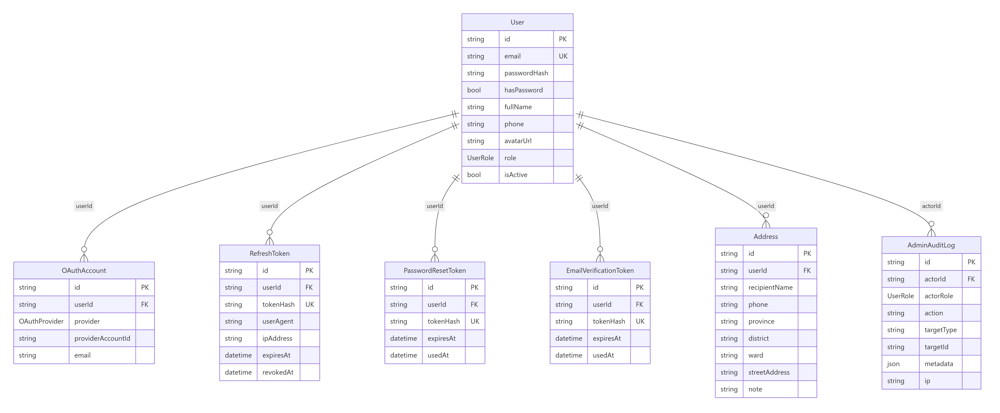 User
string id PK
string email UK
string passwordHash
bool hasPassword
string fullName
string phone
string avatarUrl
UserRole role
bool isActive
userId
userId
userId
userId
userId
actorId
OAuthAccount
string id PK
string userId FK
OAuthProvider provider
string providerAccountId
string email
RefreshToken
string id PK
string userId FK
string tokenHash UK
string userAgent
string ipAddress
datetime expiresAt
datetime revokedAt
PasswordResetToken
string id PK
string userId FK
string tokenHash UK
datetime expiresAt
datetime usedAt
EmailVerificationToken
string id PK
string userId FK
string tokenHash UK
datetime expiresAt
datetime usedAt
Address
string id PK
string userId FK
string recipientName
string phone
string province
string district
string ward
string streetAddress
string note
AdminAuditLog
string id PK
string actorId FK
UserRole actorRole
string action
string targetType
string targetId
json metadata
string ip